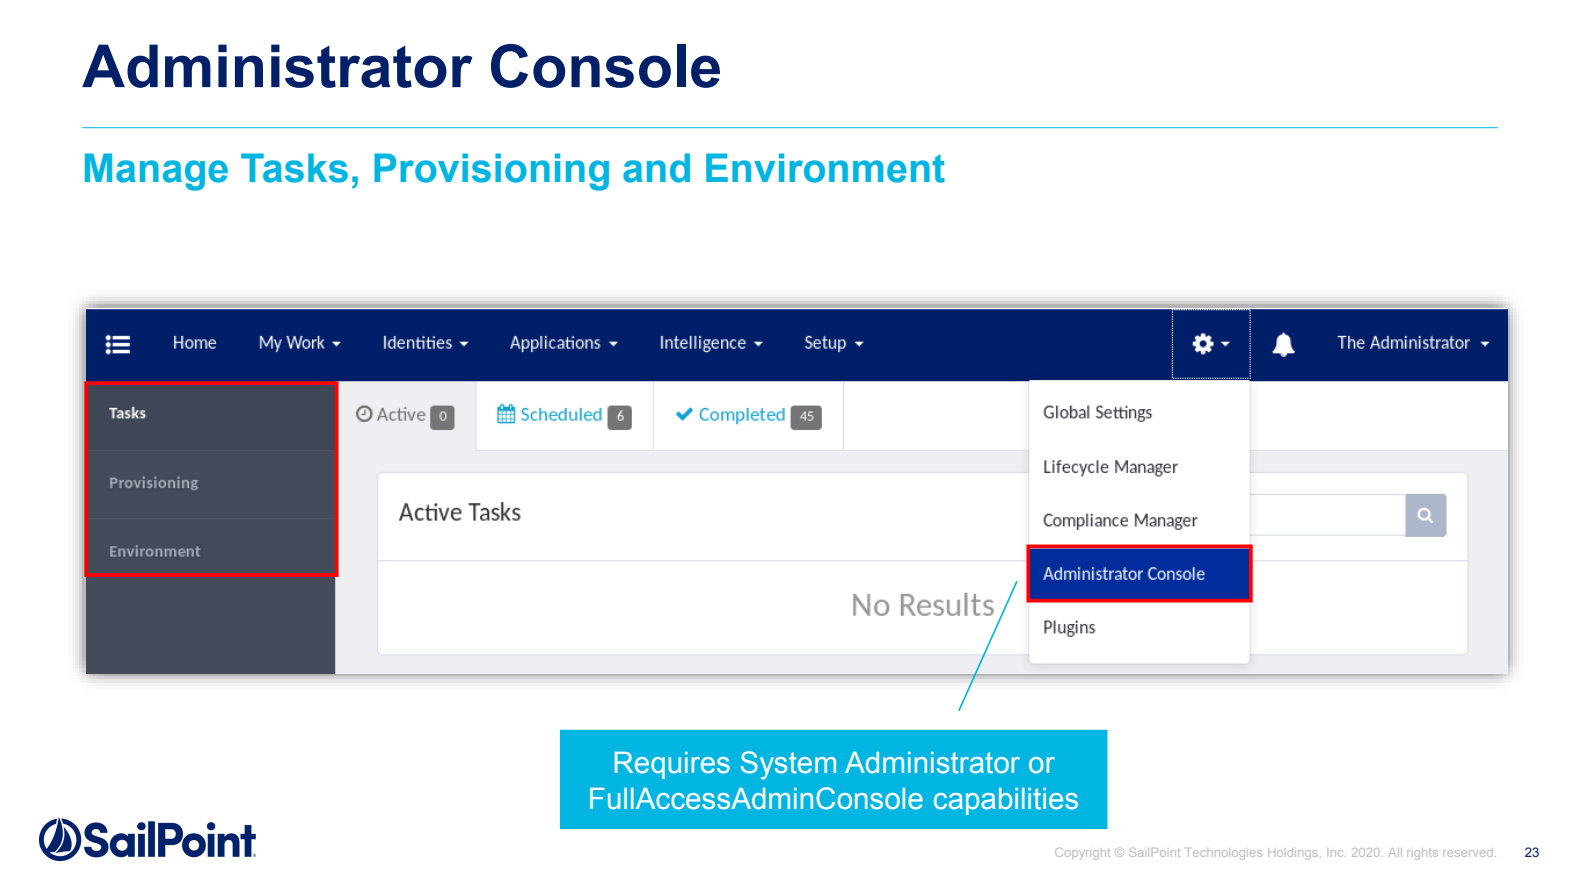 Administrator Console
Manage Tasks, Provisioning and Environment
Home My Work Identities Applications Intelligence Setup The Administrator
Tasks
Provisioning
Environment
Active 0 Scheduled 6 Completed 45
Active Tasks
No Results
Global Settings
Lifecycle Manager
Compliance Manager
Administrator Console
Plugins
Requires System Administrator or
FullAccessAdminConsole capabilities
SailPoint
Copyright © SailPoint Technologies Holdings, Inc. 2020. All rights reserved. 23